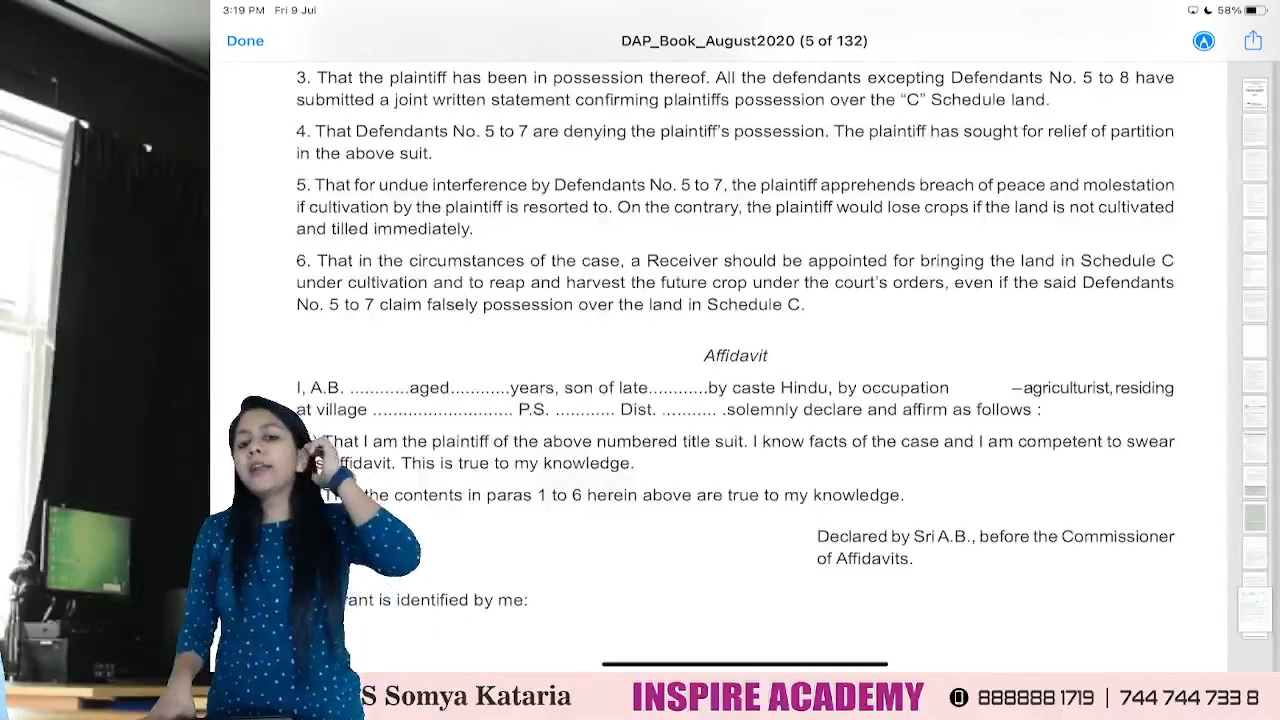 3:19 PM Fri 9 Jul
58%
Done
DAP_Book_August2020 (5 of 132)
3. That the plaintiff has been in possession thereof. All the defendants excepting Defendants No. 5 to 8 have
submitted a joint written statement confirming plaintiffs possession over the “C” Schedule land.
4. That Defendants No. 5 to 7 are denying the plaintiff’s possession. The plaintiff has sought for relief of partition
in the above suit.
5. That for undue interference by Defendants No. 5 to 7, the plaintiff apprehends breach of peace and molestation
if cultivation by the plaintiff is resorted to. On the contrary, the plaintiff would lose crops if the land is not cultivated
and tilled immediately.
6. That in the circumstances of the case, a Receiver should be appointed for bringing the land in Schedule C
under cultivation and to reap and harvest the future crop under the court’s orders, even if the said Defendants
No. 5 to 7 claim falsely possession over the land in Schedule C.
Affidavit
I, A.B. ............aged............years, son of late............by caste Hindu, by occupation –agriculturist, residing
at village ............................ P.S. ............ Dist. ........... .solemnly declare and affirm as follows :
That I am the plaintiff of the above numbered title suit. I know facts of the case and I am competent to swear
affidavit. This is true to my knowledge.
the contents in paras 1 to 6 herein above are true to my knowledge.
Declared by Sri A.B., before the Commissioner
of Affidavits.
is identified by me:
S Somya Kataria INSPIRE ACADEMY 888888 1719 | 744 744 733 8